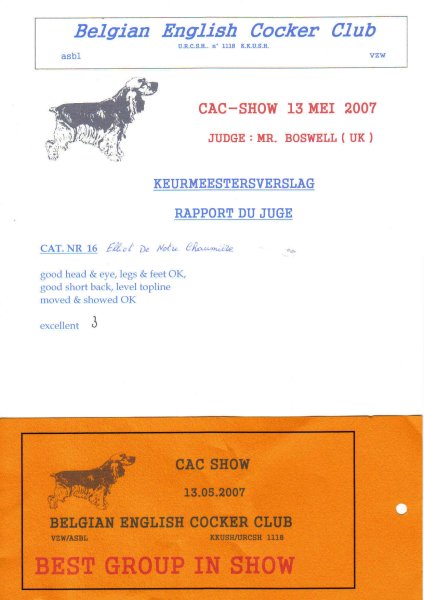 Belgian English Cocker Club
U.R.C.S.H.. n° 1118 K.K.U.S.H.
asbl vzw
CAC-SHOW 13 MEI 2007
JUDGE : MR. BOSWELL ( UK )
KEURMEESTERSVERSLAG
RAPPORT DU JUGE
CAT. NR 16 Elliot De Notre Chaumière
good head & eye, legs & feet OK,
good short back, level topline
moved & showed OK
excellent 3
CAC SHOW
13.05.2007
BELGIAN ENGLISH COCKER CLUB
VZW/ASBL KKUSH/URCSH 1118
BEST GROUP IN SHOW